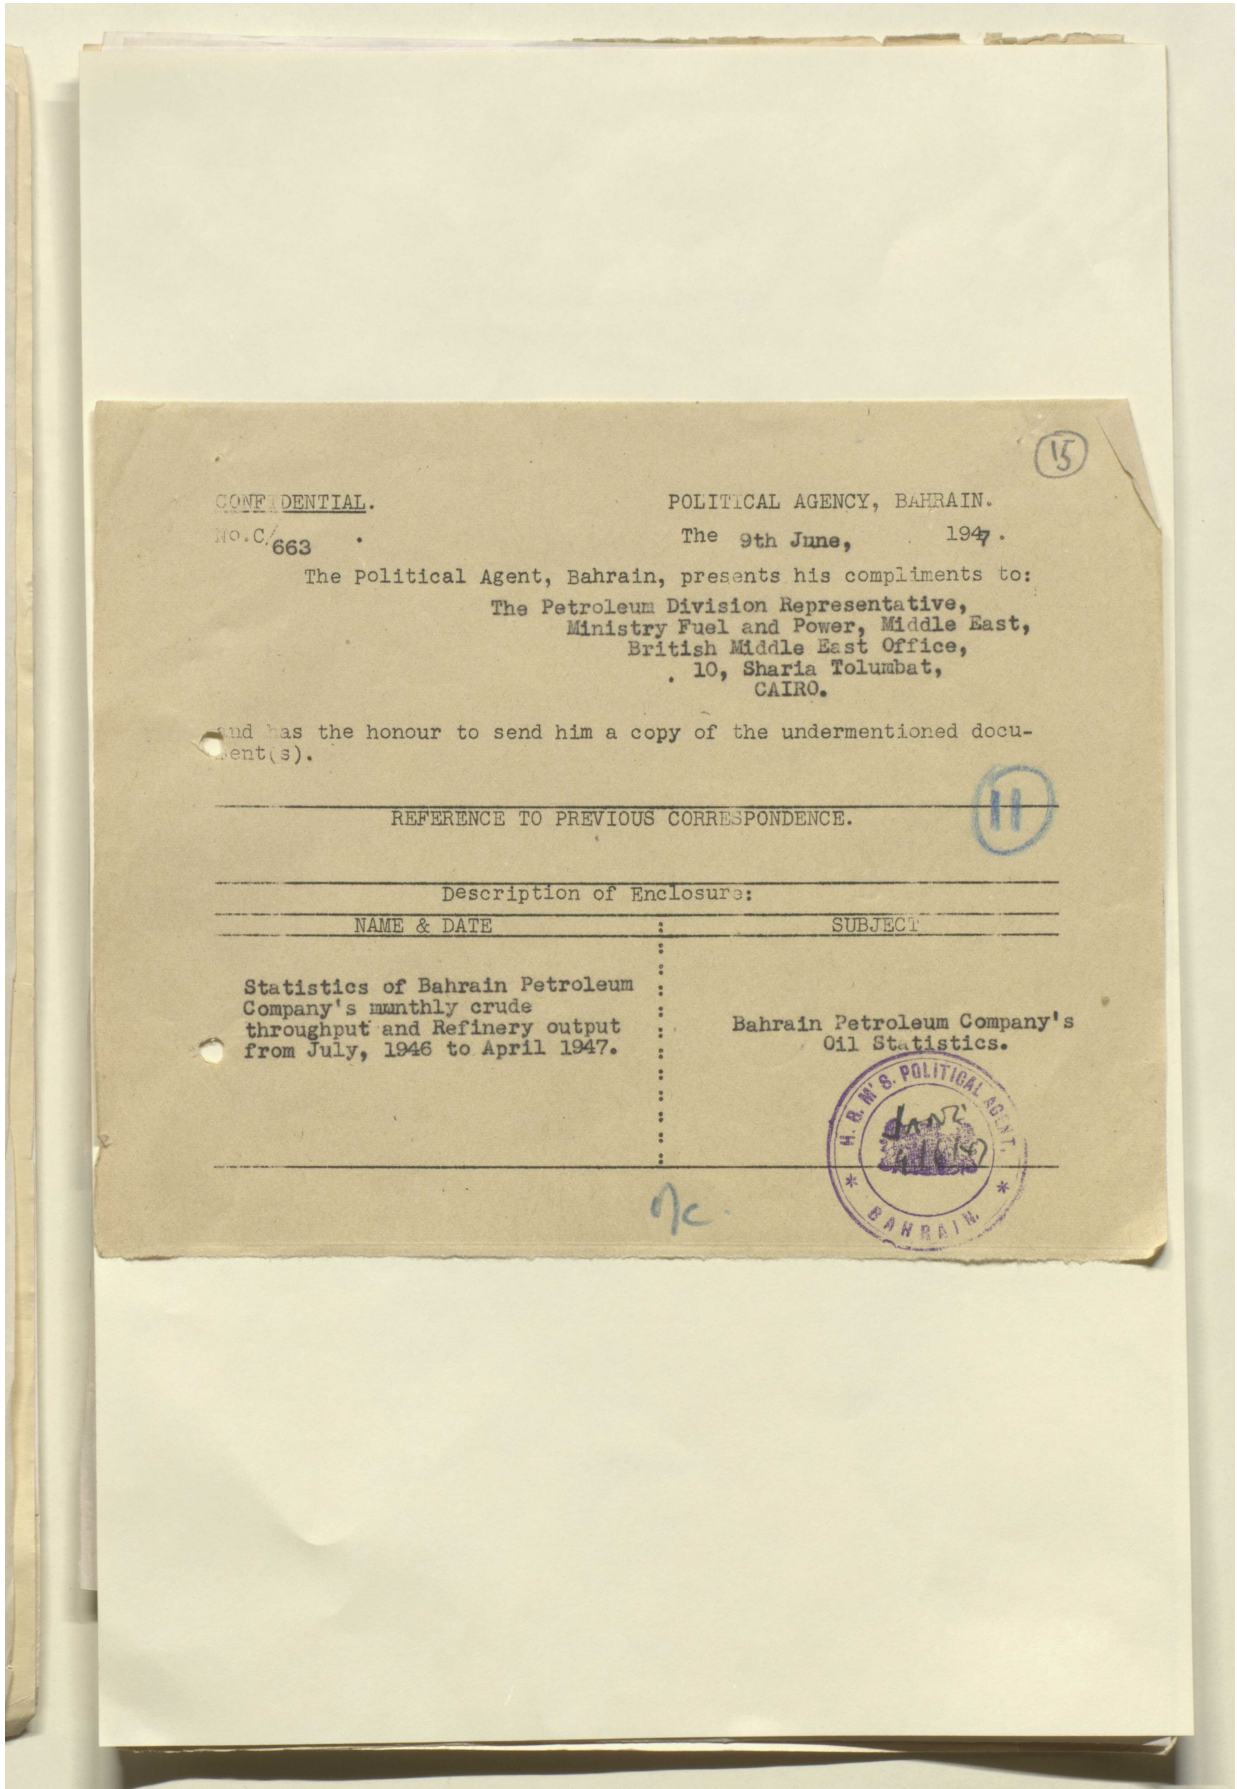 15
CONFIDENTIAL. POLITICAL AGENCY, BAHRAIN.
No.C/663 The 9th June, 1947.
The Political Agent, Bahrain, presents his compliments to:
The Petroleum Division Representative,
Ministry Fuel and Power, Middle East,
British Middle East Office,
10, Sharia Tolumbat,
CAIRO.
and has the honour to send him a copy of the undermentioned docu-
ment(s).
11
REFERENCE TO PREVIOUS CORRESPONDENCE.
Description of Enclosure:
NAME & DATE : SUBJECT
Statistics of Bahrain Petroleum
Company's munthly crude
throughput and Refinery output
from July, 1946 to April 1947.
Bahrain Petroleum Company's
Oil Statistics.
H. B. M'S. POLITICAL AGENT.
* BAHRAIN. *